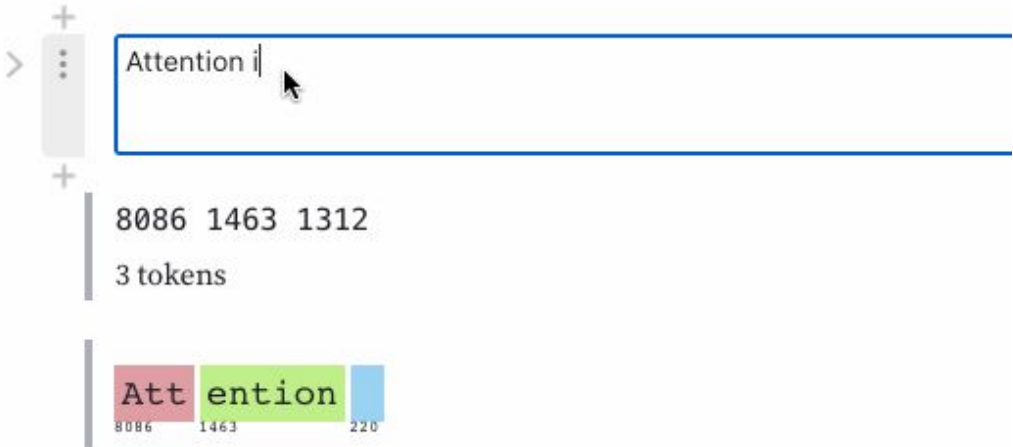 Attention i
8086 1463 1312
3 tokens
Att ention
8086 1463 220